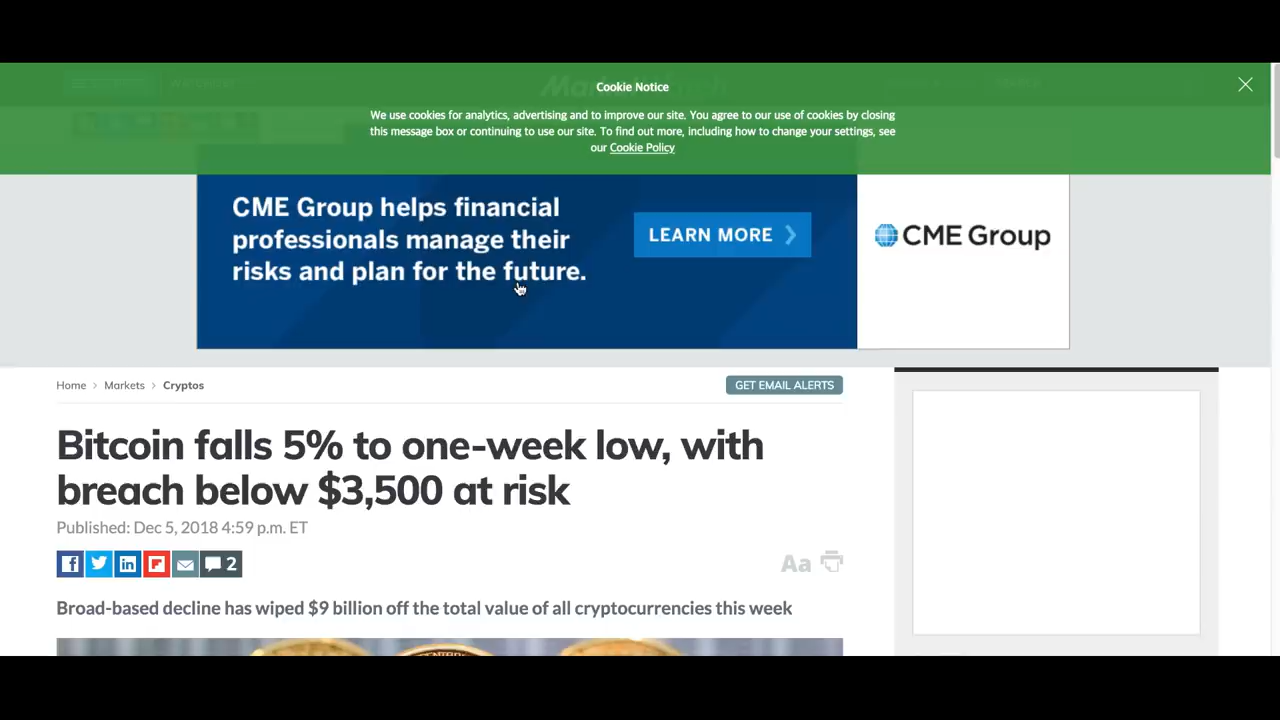 Cookie Notice
We use cookies for analytics, advertising and to improve our site. You agree to our use of cookies by closing
this message box or continuing to use our site. To find out more, including how to change your settings, see
our Cookie Policy
CME Group helps financial
professionals manage their
risks and plan for the future.
LEARN MORE
CME Group
Home > Markets > Cryptos
GET EMAIL ALERTS
Bitcoin falls 5% to one-week low, with
breach below $3,500 at risk
Published: Dec 5, 2018 4:59 p.m. ET
2
Aa
Broad-based decline has wiped $9 billion off the total value of all cryptocurrencies this week